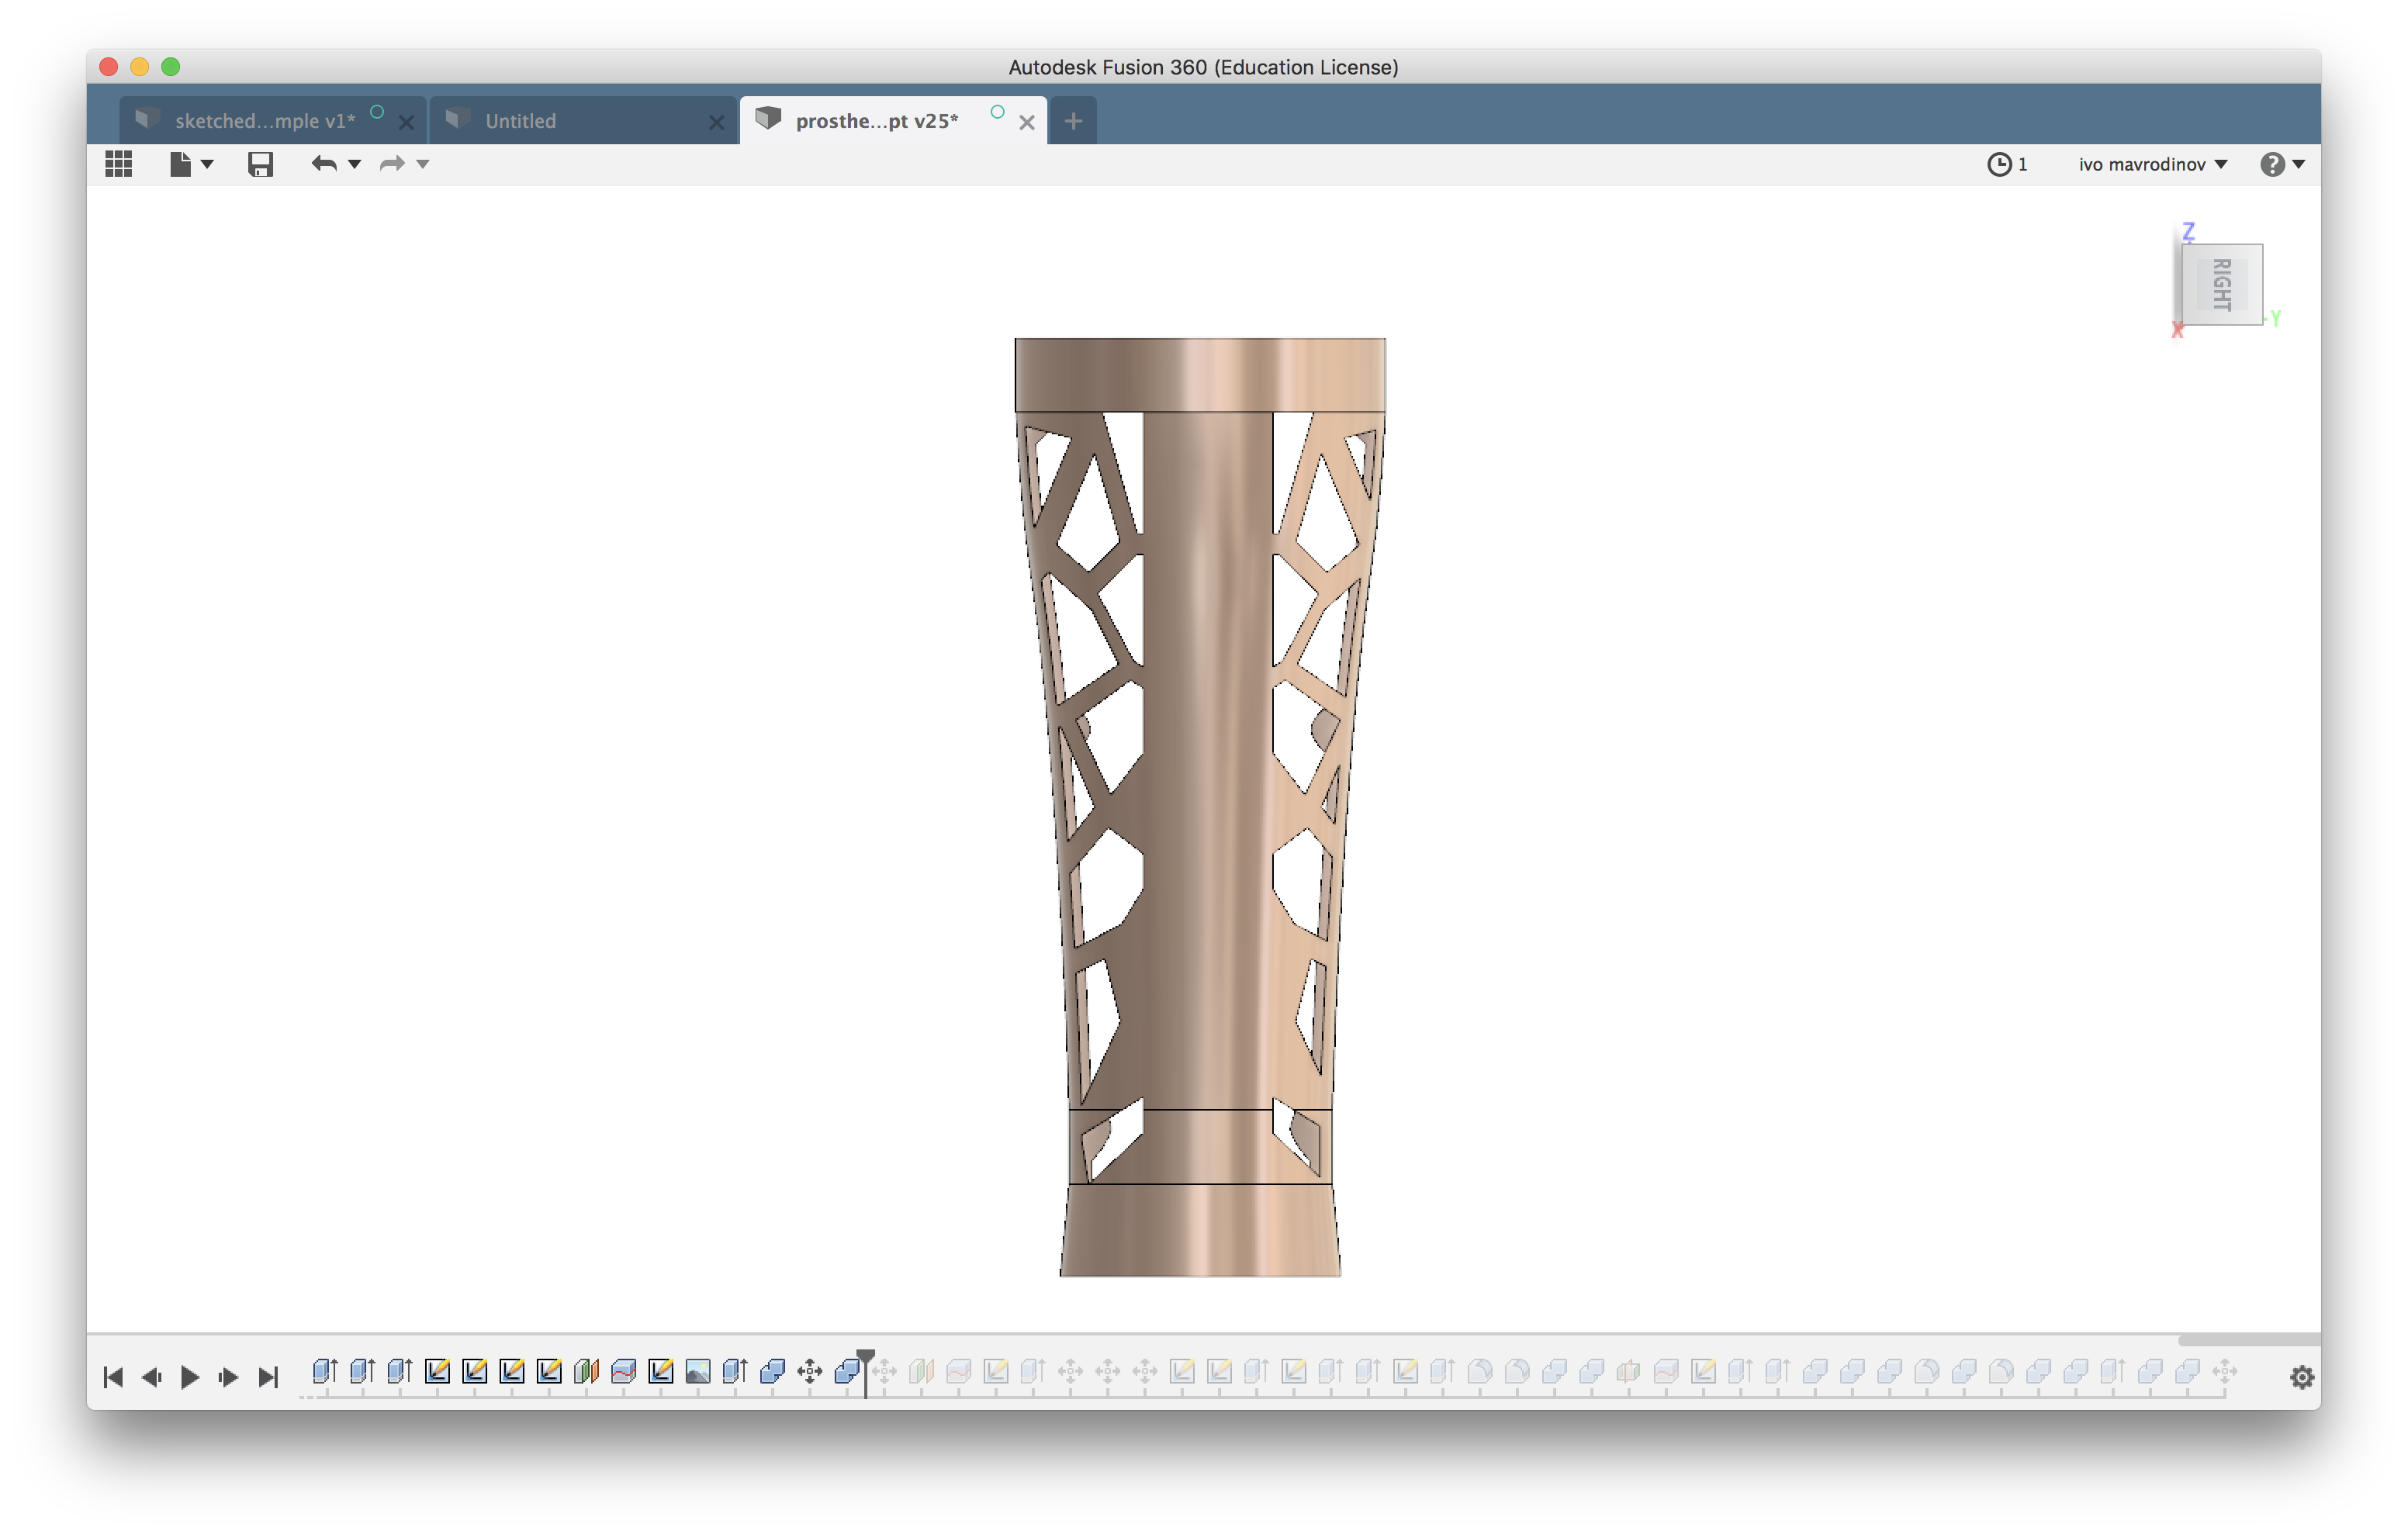 Autodesk Fusion 360 (Education License)
sketched...mple v1*
Untitled
prosthe...pt v25*
1
ivo mavrodinov
Z
RIGHT
Y
X